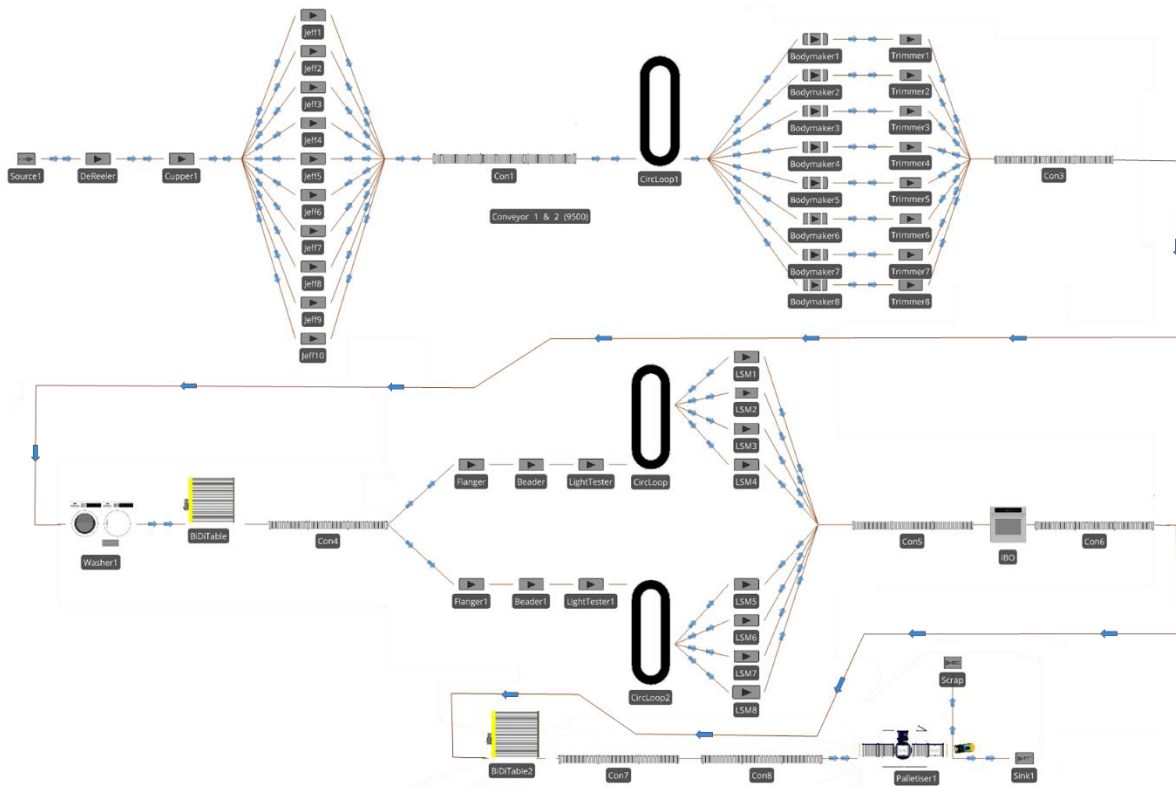 Jeff1
Jeff2
Jeff3
Jeff4
Jeff5
Jeff6
Jeff7
Jeff8
Jeff9
Jeff10
Source1
DeReeler
Cupper1
Con1
Conveyor 1 & 2 (9500)
CircLoop1
Bodymaker1
Bodymaker2
Bodymaker3
Bodymaker4
Bodymaker5
Bodymaker6
Bodymaker7
Bodymaker8
Trimmer1
Trimmer2
Trimmer3
Trimmer4
Trimmer5
Trimmer6
Trimmer7
Trimmer8
Con3
Washer1
BiDiTable
Con4
Flanger
Beader
LightTester
CircLoop
LSM1
LSM2
LSM3
LSM4
Flanger1
Beader1
LightTester1
CircLoop2
LSM5
LSM6
LSM7
LSM8
Con5
IBO
Con6
BiDiTable2
Con7
Con8
Palletiser1
Scrap
Sink1